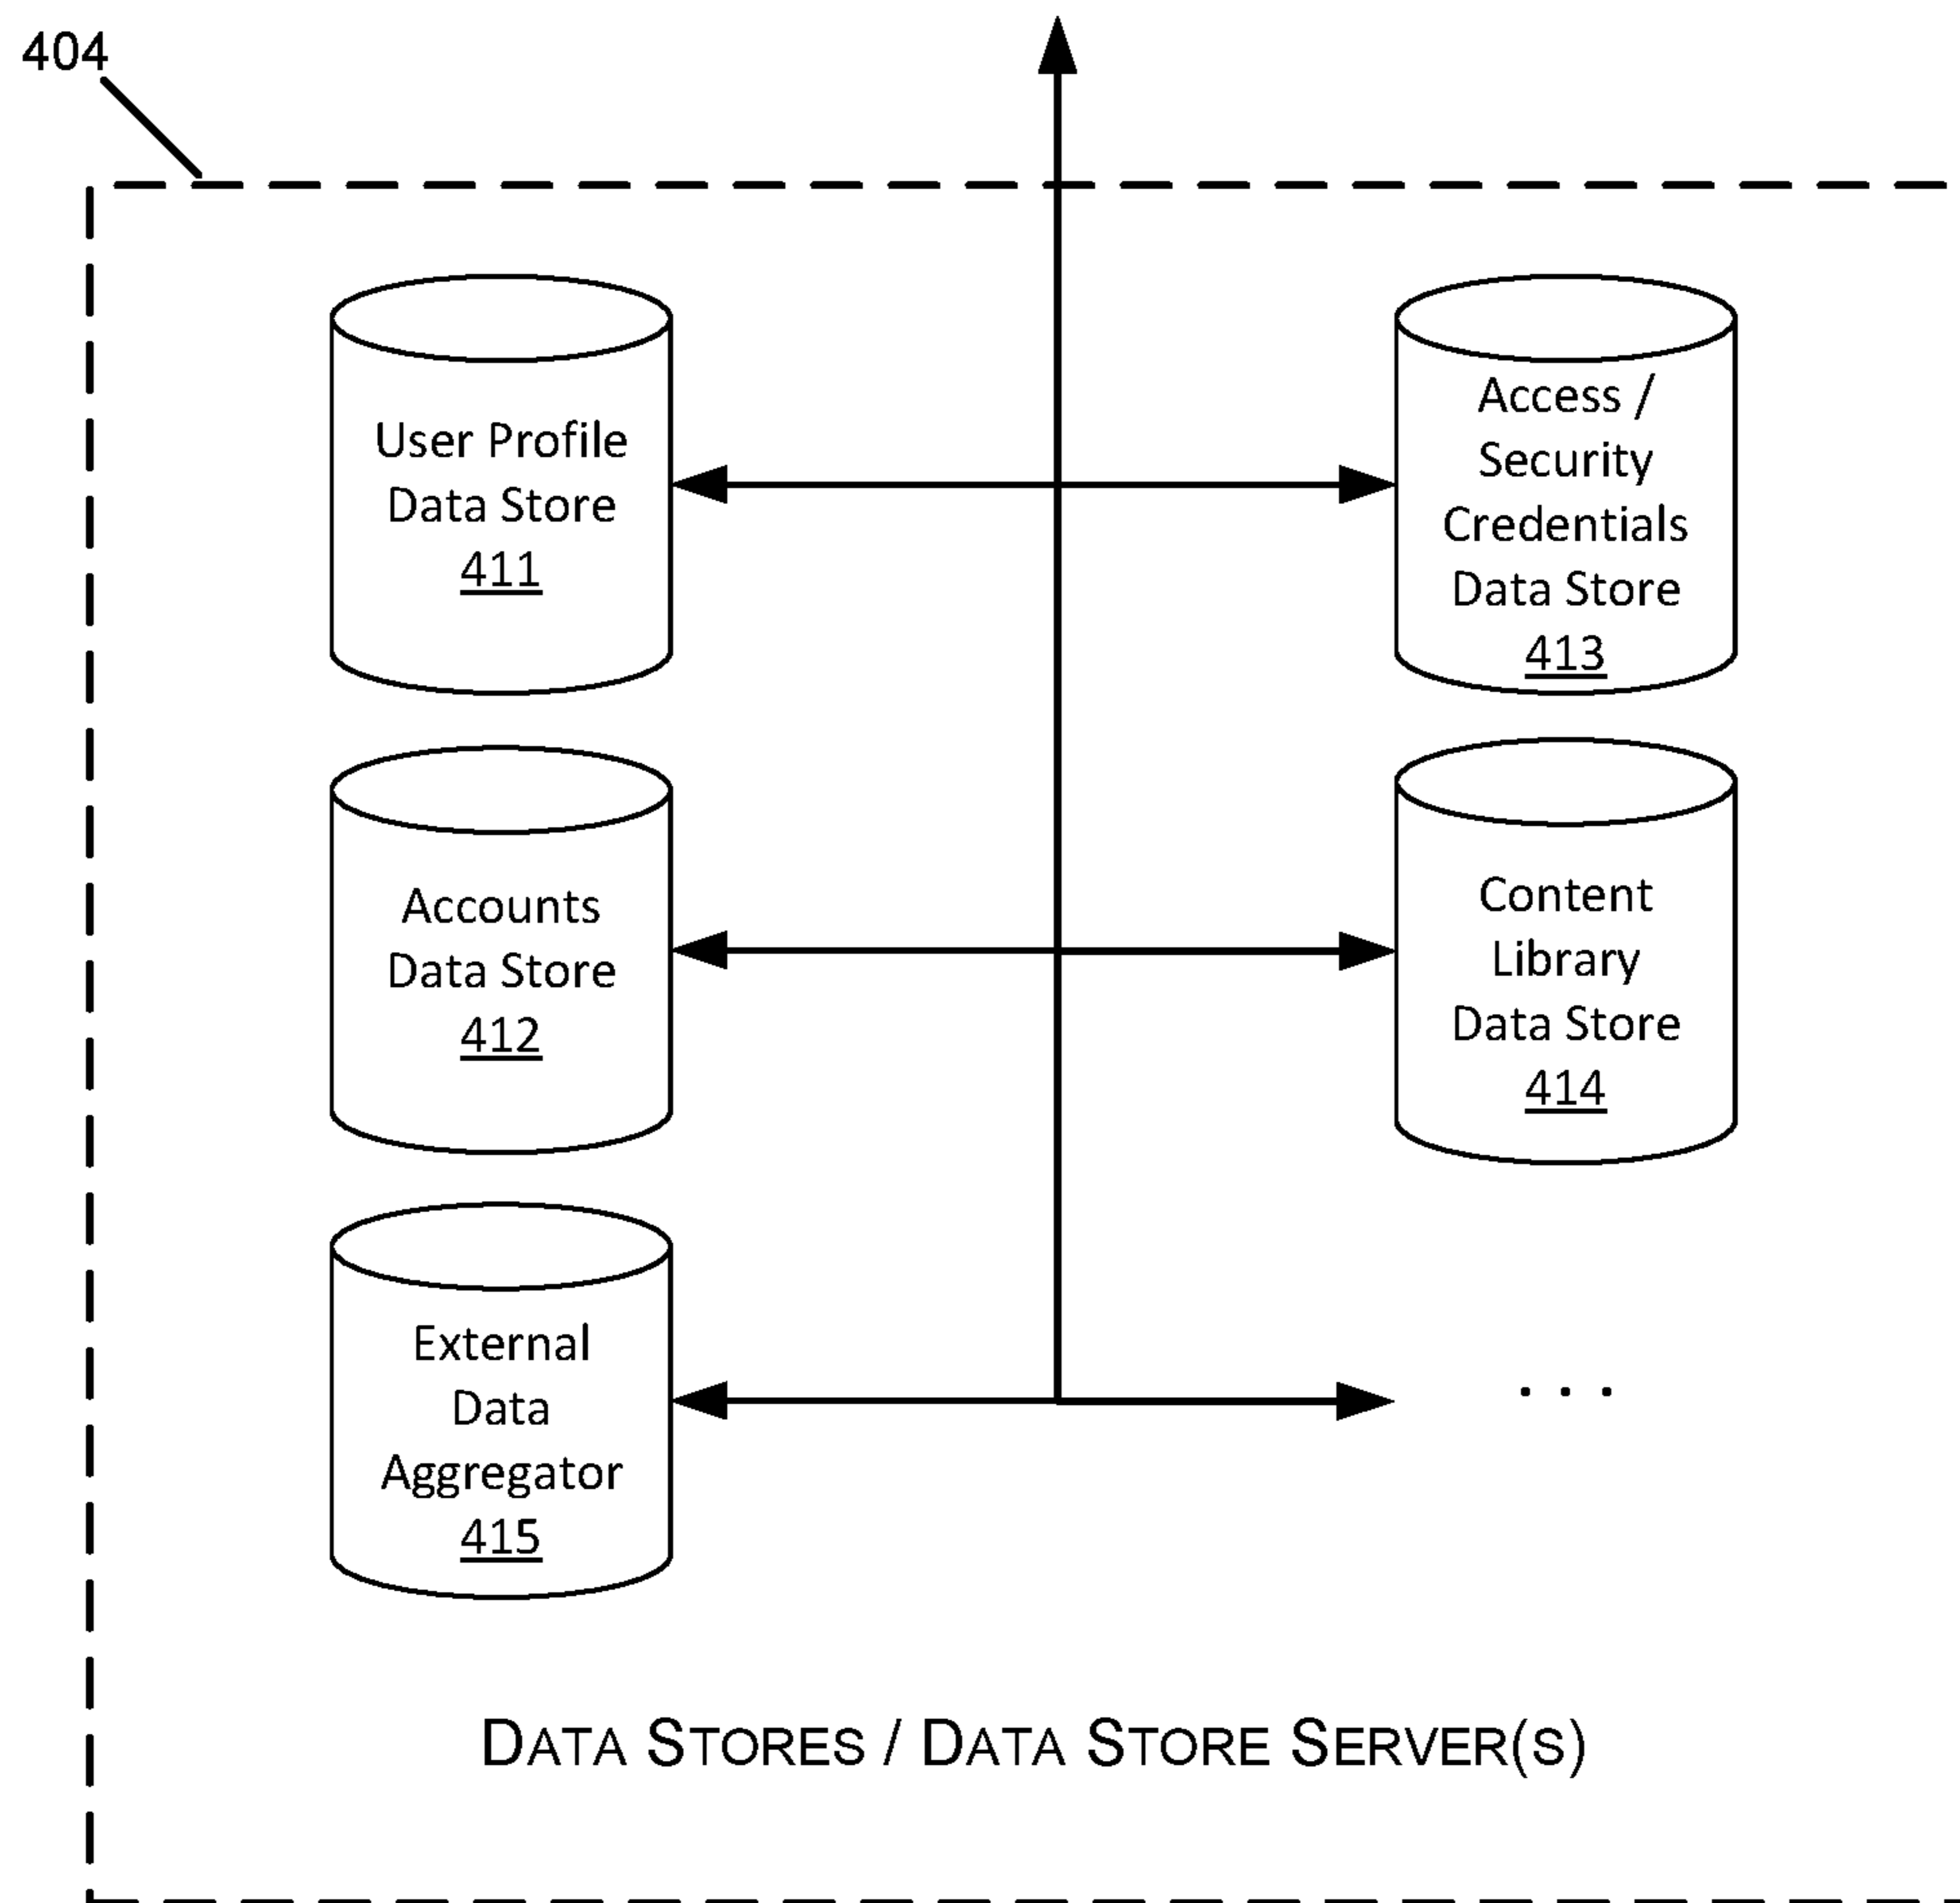 404
User Profile
Data Store
411
Access /
Security
Credentials
Data Store
413
Accounts
Data Store
412
Content
Library
Data Store
414
External
Data
Aggregator
415
. . .
DATA STORES / DATA STORE SERVER(S)